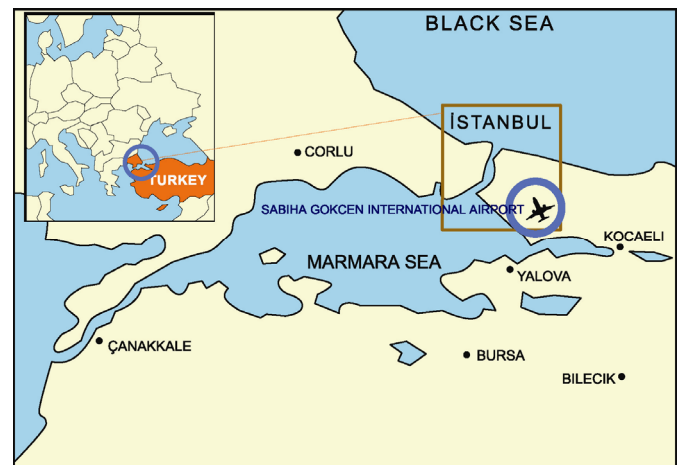 BLACK SEA
İSTANBUL
CORLU
TURKEY
SABIHA GOKCEN INTERNATIONAL AIRPORT
KOCAELI
MARMARA SEA
YALOVA
ÇANAKKALE
BURSA
BILECIK